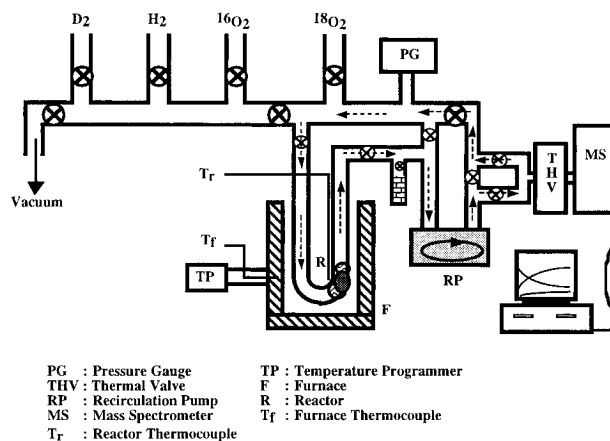 D2 H2 16O2 18O2
PG
THV
MS
Vacuum
Tr
Tf
R
TP
RP
F
PG : Pressure Gauge
THV : Thermal Valve
RP : Recirculation Pump
MS : Mass Spectrometer
Tr : Reactor Thermocouple
TP : Temperature Programmer
F : Furnace
R : Reactor
Tf : Furnace Thermocouple